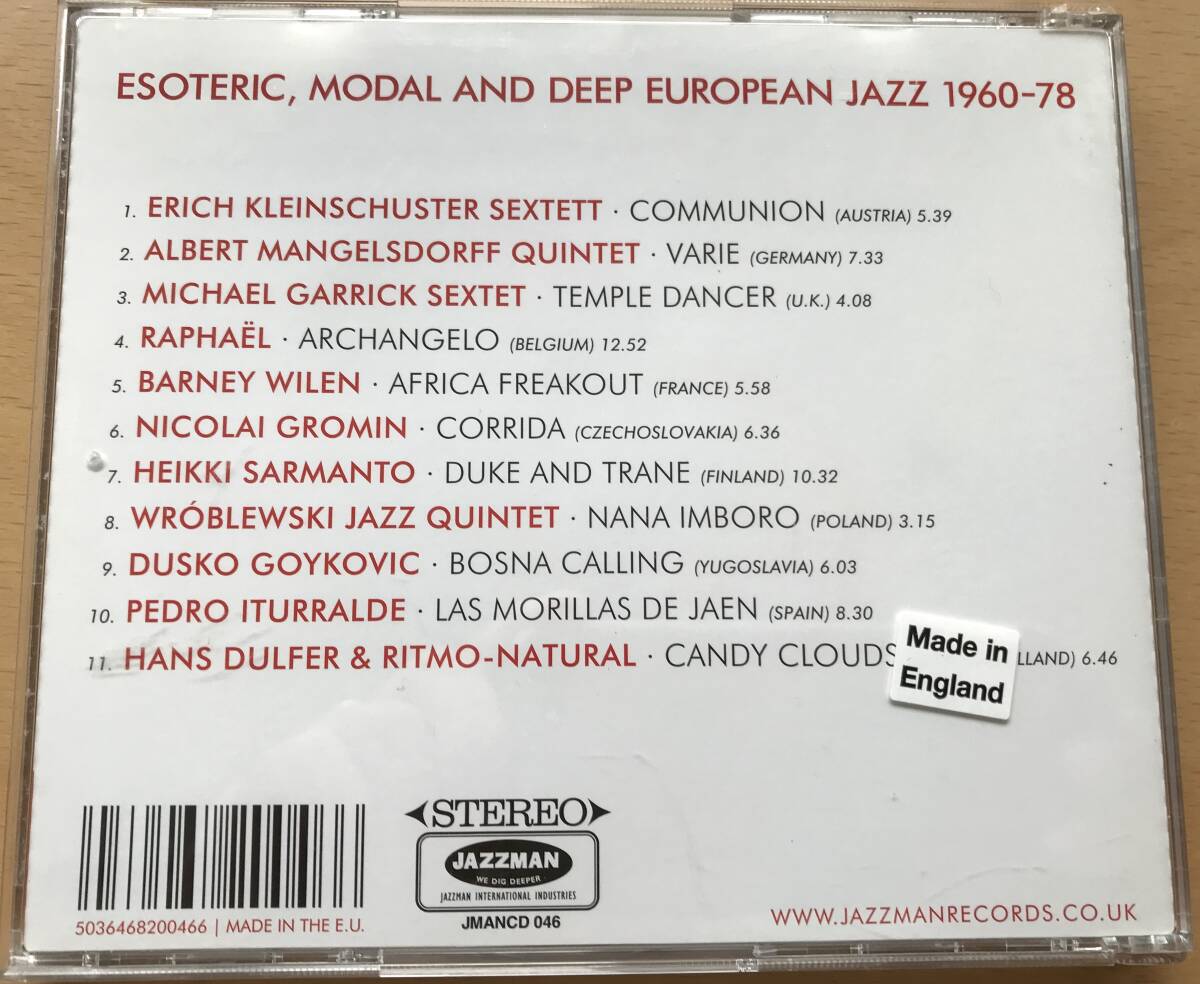 ESOTERIC, MODAL AND DEEP EUROPEAN JAZZ 1960-78
1. ERICH KLEINSCHUSTER SEXTETT · COMMUNION (AUSTRIA) 5.39
2. ALBERT MANGELSDORFF QUINTET · VARIE (GERMANY) 7.33
3. MICHAEL GARRICK SEXTET · TEMPLE DANCER (U.K.) 4.08
4. RAPHAËL · ARCHANGELO (BELGIUM) 12.52
5. BARNEY WILEN · AFRICA FREAKOUT (FRANCE) 5.58
6. NICOLAI GROMIN · CORRIDA (CZECHOSLOVAKIA) 6.36
7. HEIKKI SARMANTO · DUKE AND TRANE (FINLAND) 10.32
8. WRÓBLEWSKI JAZZ QUINTET · NANA IMBORO (POLAND) 3.15
9. DUSKO GOYKOVIC · BOSNA CALLING (YUGOSLAVIA) 6.03
10. PEDRO ITURRALDE · LAS MORILLAS DE JAEN (SPAIN) 8.30
11. HANS DULFER & RITMO-NATURAL · CANDY CLOUDS LLAND) 6.46
Made in
England
STEREO
JAZZMAN
WE DIG DEEPER
JAZZMAN INTERNATIONAL INDUSTRIES
JMANCD 046
5036468200466 | MADE IN THE E.U.
WWW.JAZZMANRECORDS.CO.UK